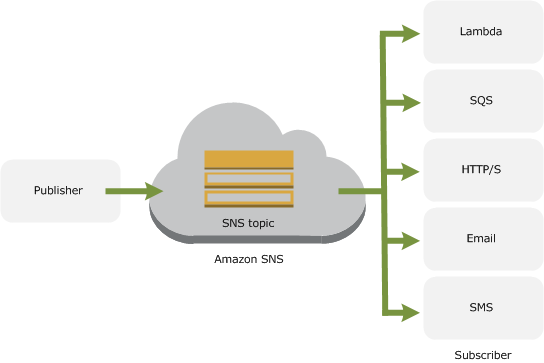 Publisher
SNS topic
Amazon SNS
Lambda
SQS
HTTP/S
Email
SMS
Subscriber